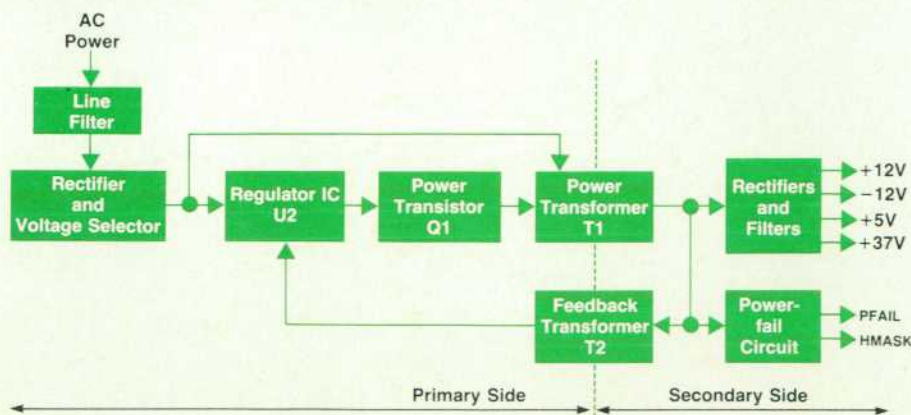 AC
Power
Line
Filter
Rectifier
and
Voltage Selector
Regulator IC
U2
Power
Transistor
Q1
Power
Transformer
T1
Rectifiers
and
Filters
+12V
-12V
+5V
+37V
Feedback
Transformer
T2
Power-
fail
Circuit
PFAIL
HMASK
Primary Side
Secondary Side